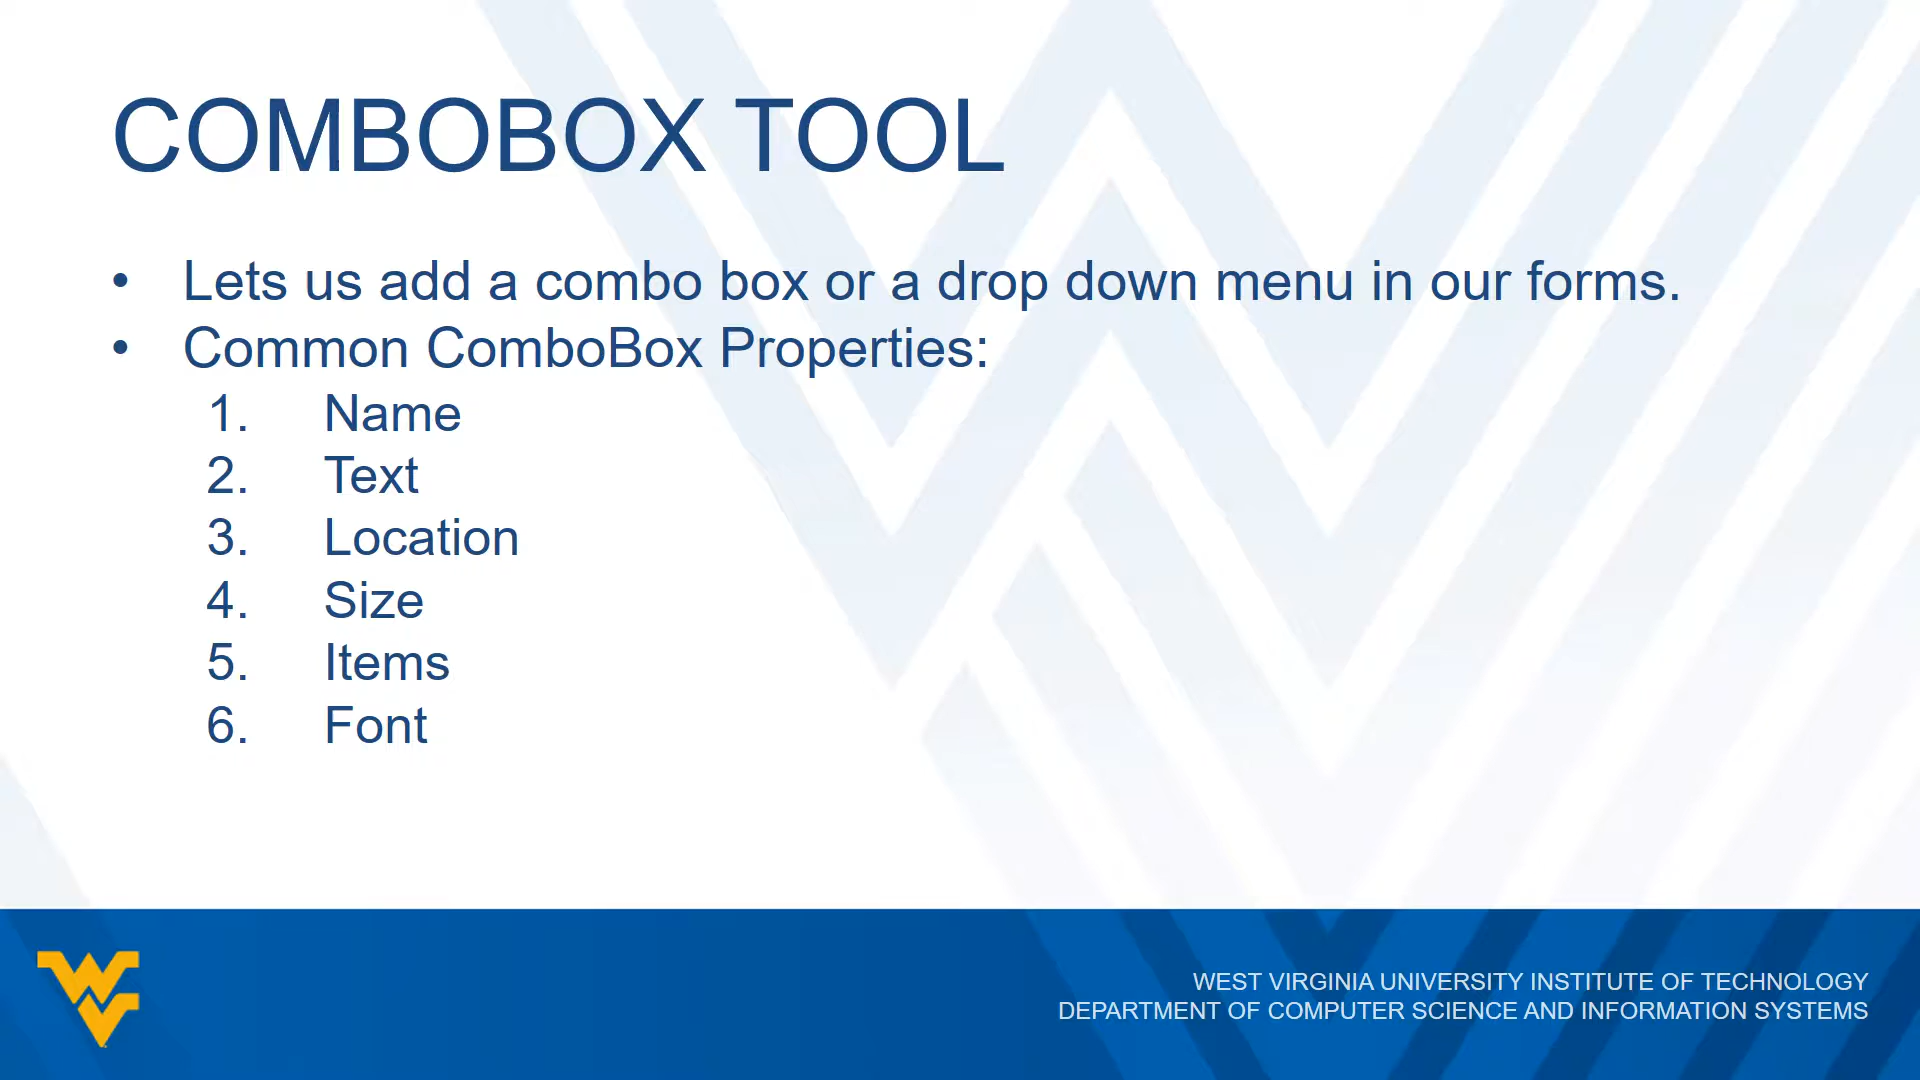 COMBOBOX TOOL
• Lets us add a combo box or a drop down menu in our forms.
• Common ComboBox Properties:
1. Name
2. Text
3. Location
4. Size
5. Items
6. Font
WEST VIRGINIA UNIVERSITY INSTITUTE OF TECHNOLOGY
DEPARTMENT OF COMPUTER SCIENCE AND INFORMATION SYSTEMS